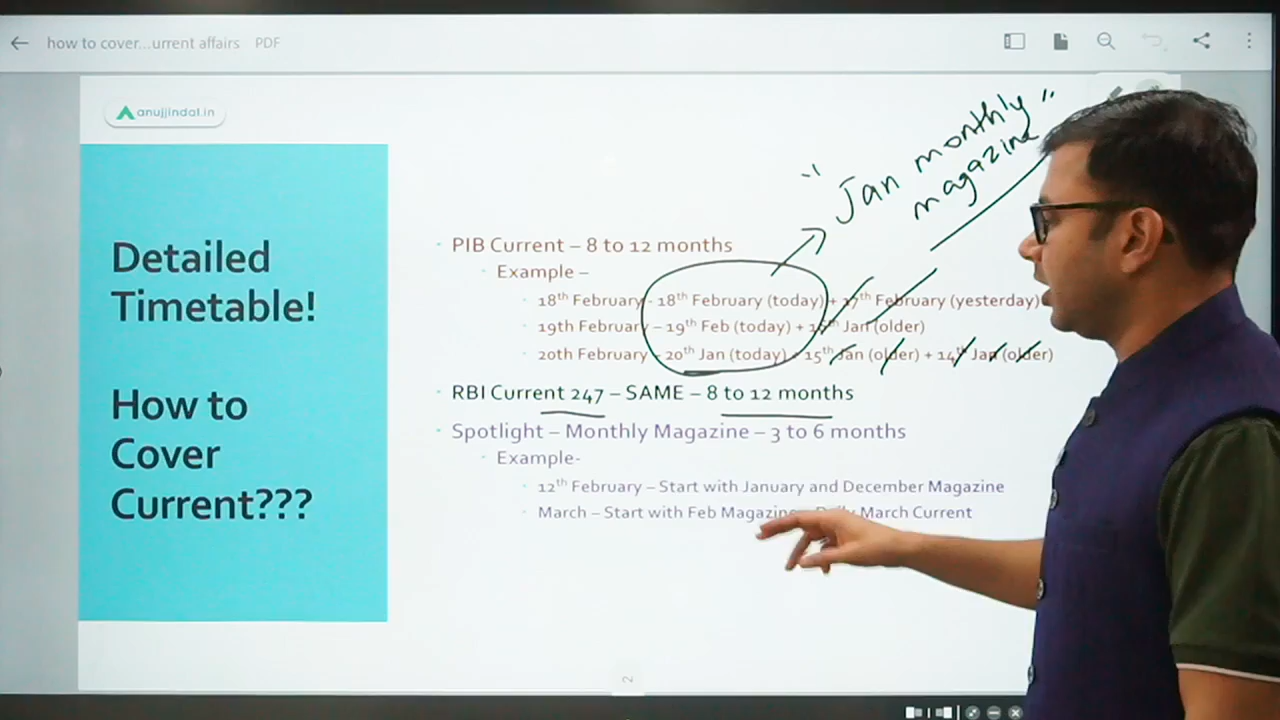 how to cover...urrent affairs PDF
anujjindal.in
Detailed
Timetable!
How to
Cover
Current???
" Jan monthly "
magazine
PIB Current – 8 to 12 months
Example –
18th February - 18th February (today) + 17th February (yesterday)
19th February – 19th Feb (today) + 16th Jan (older)
20th February – 20th Jan (today) + 15th Jan (older) + 14th Jan (older)
RBI Current 247 – SAME – 8 to 12 months
Spotlight – Monthly Magazine – 3 to 6 months
Example-
12th February – Start with January and December Magazine
March – Start with Feb Magazine Daily March Current
2